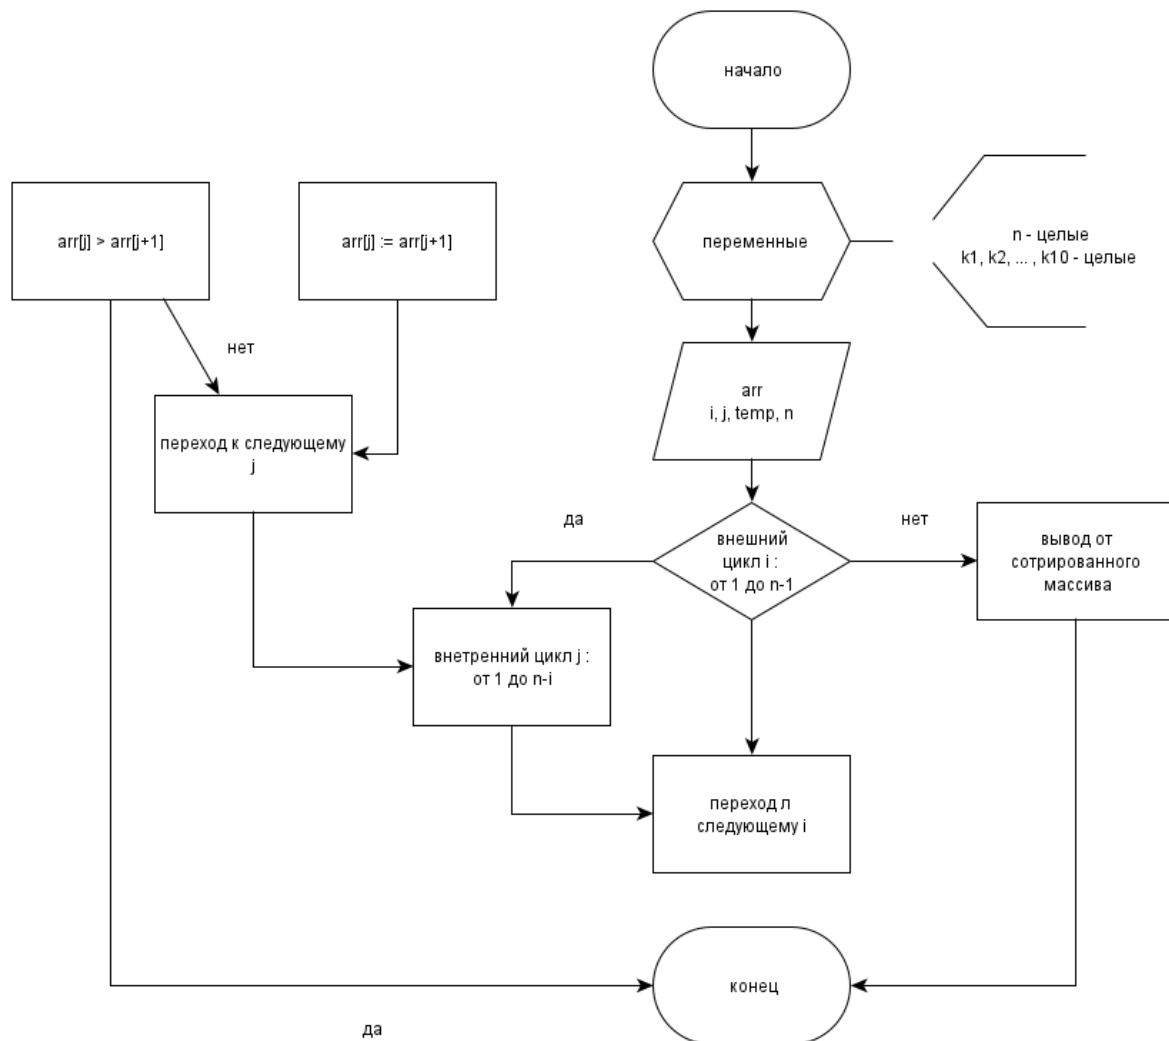 начало
переменные
n - целые
k1, k2, ... , k10 - целые
arr[j] > arr[j+1]
arr[j] := arr[j+1]
нет
arr
i, j, temp, n
переход к следующему
j
да
внешний
цикл i :
от 1 до n-1
нет
вывод от
сотрированного
массива
внетренний цикл j :
от 1 до n-i
переход л
следующему i
конец
да